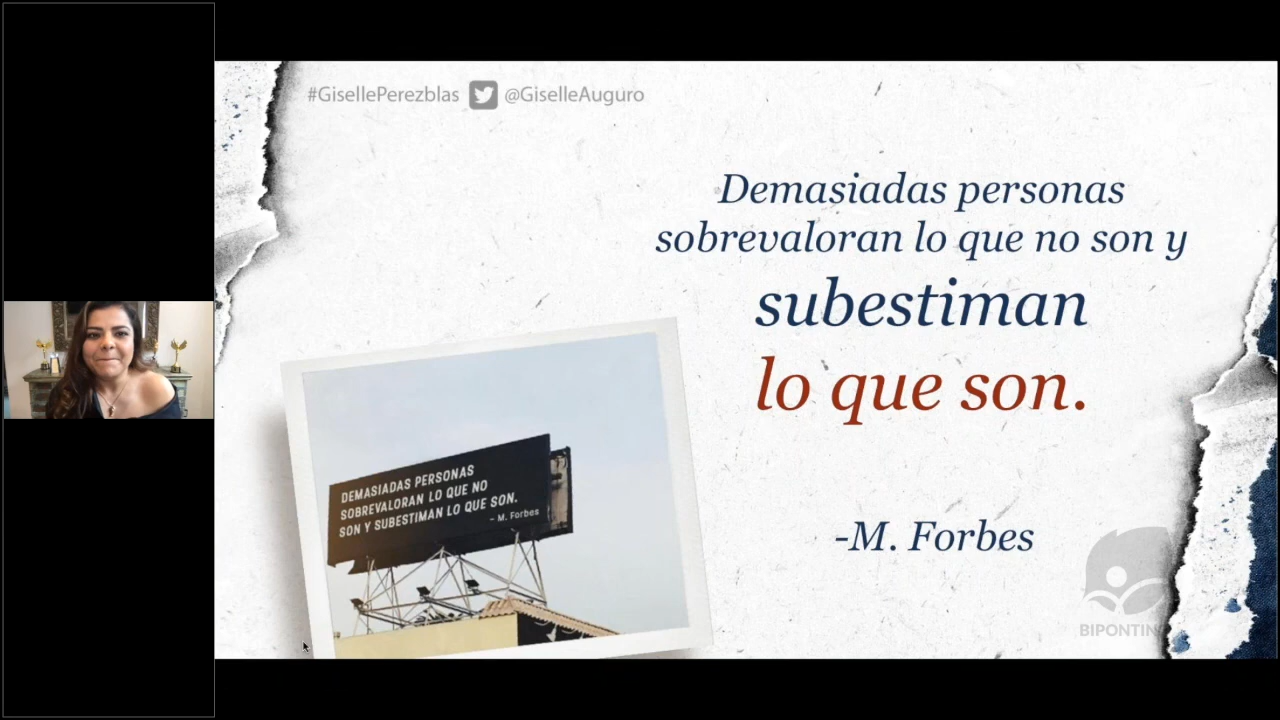 #GisellePerezblas @GiselleAuguro
Demasiadas personas
sobrevaloran lo que no son y
subestiman
lo que son.
-M. Forbes
DEMASIADAS PERSONAS
SOBREVALORAN LO QUE NO
SON Y SUBESTIMAN LO QUE SON.
– M. Forbes
BIPONTIN